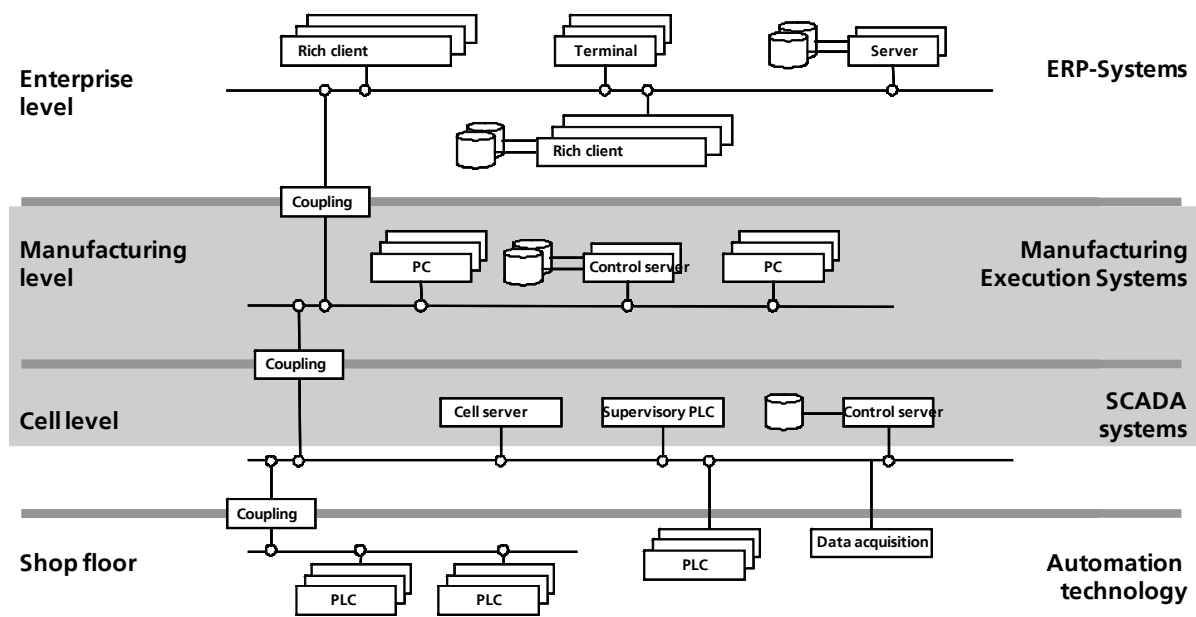 Rich client
Terminal
Server
Enterprise
level
ERP-Systems
Rich client
Coupling
Manufacturing
level
PC
Control server
PC
Manufacturing
Execution Systems
Coupling
Cell level
Cell server
Supervisory PLC
Control server
SCADA
systems
Coupling
Shop floor
PLC
PLC
PLC
Data acquisition
Automation
technology